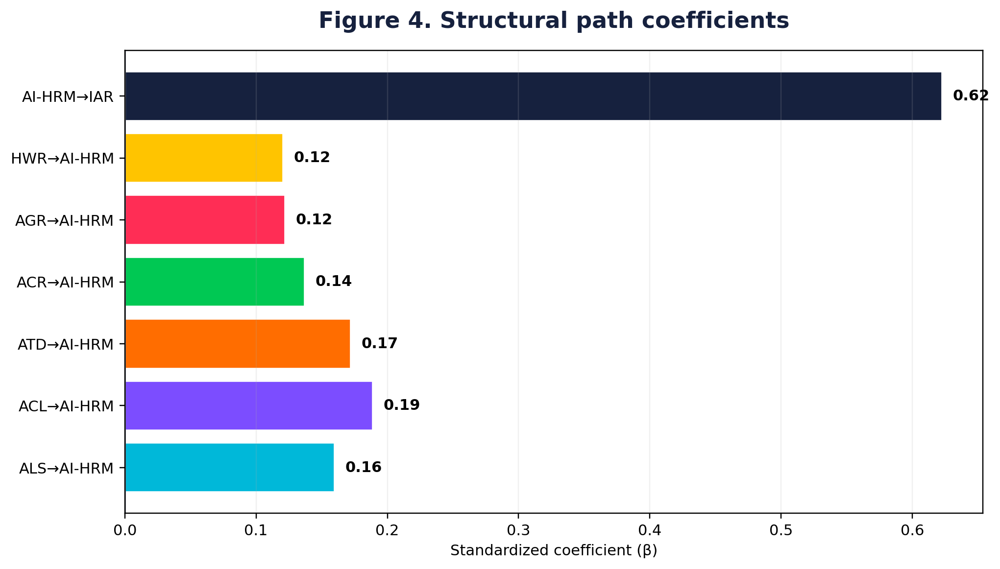 Figure 4. Structural path coefficients
AI-HRM→IAR 0.62
HWR→AI-HRM 0.12
AGR→AI-HRM 0.12
ACR→AI-HRM 0.14
ATD→AI-HRM 0.17
ACL→AI-HRM 0.19
ALS→AI-HRM 0.16
0.0 0.1 0.2 0.3 0.4 0.5 0.6
Standardized coefficient (β)